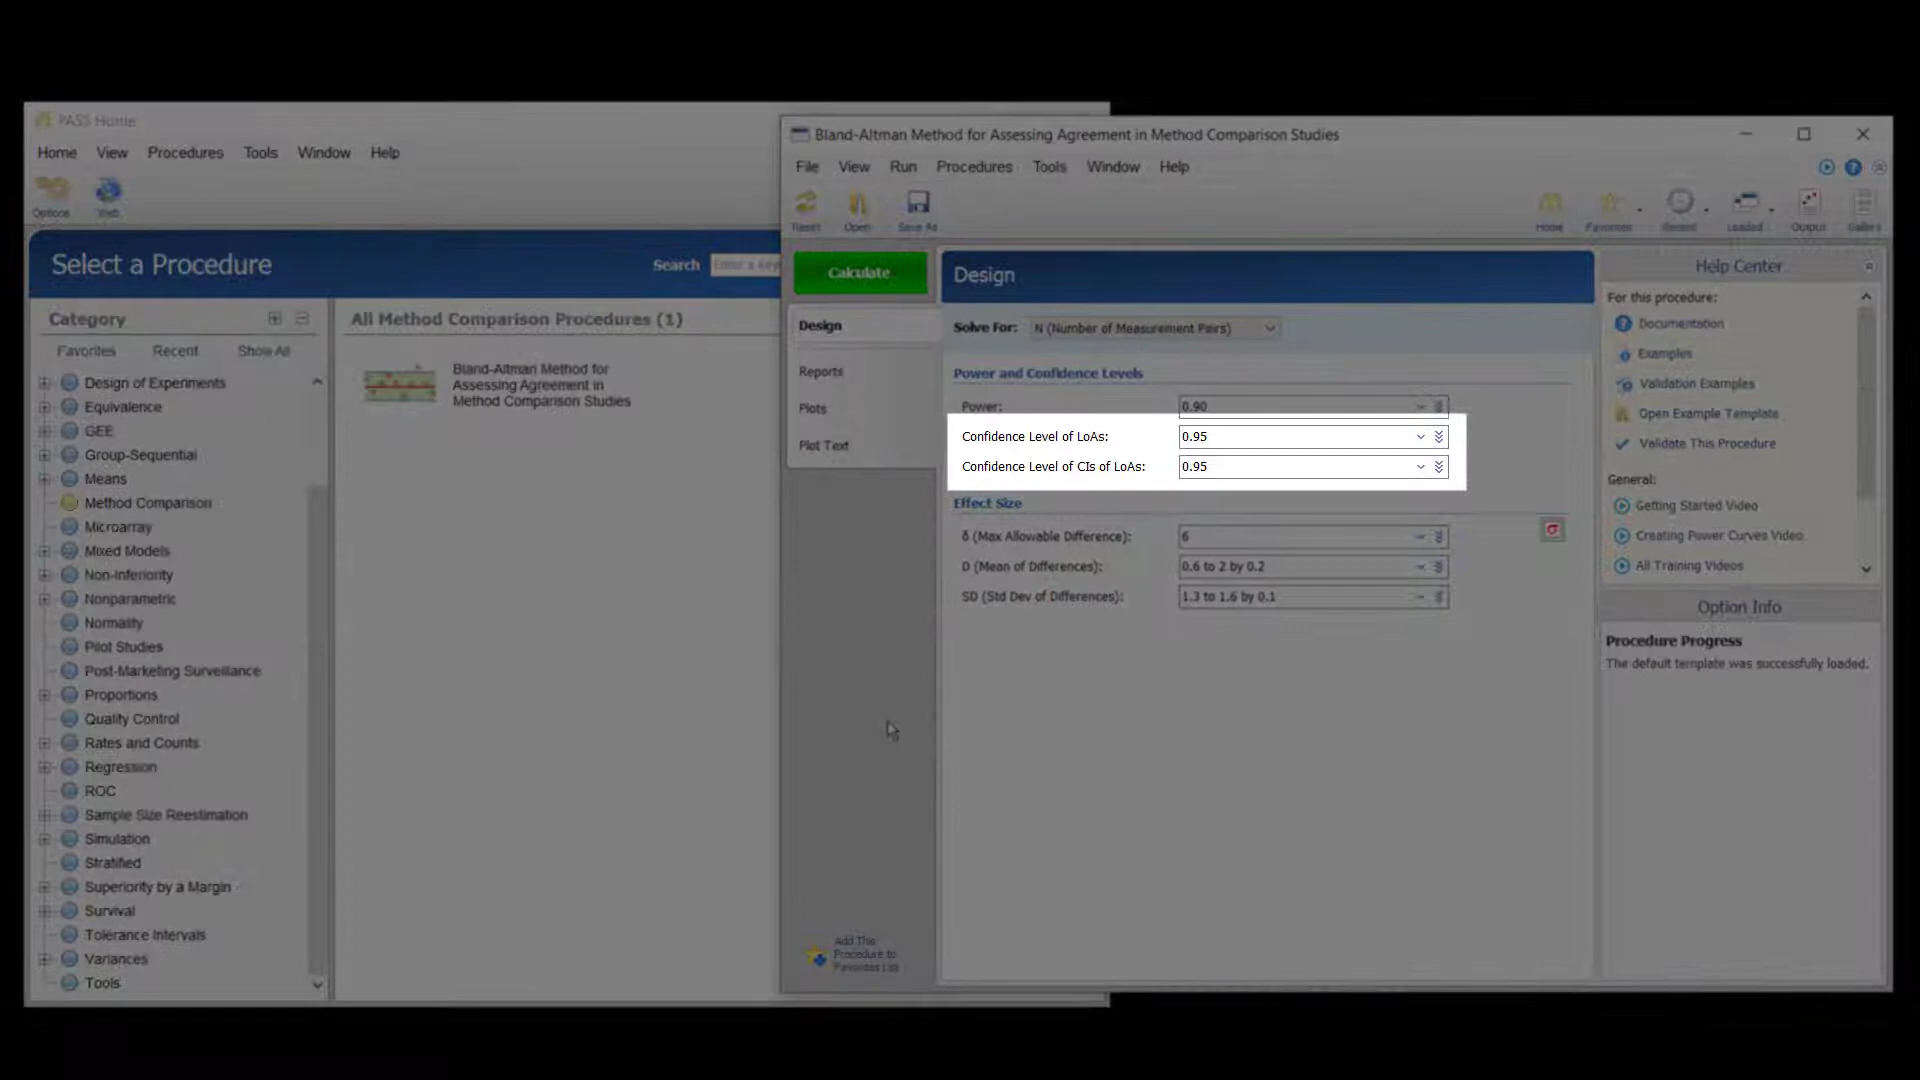 PASS Home
Home View Procedures Tools Window Help
Options Web
Select a Procedure
Search
Category
Favorites Recent Show All
Design of Experiments
Equivalence
GEE
Group-Sequential
Means
Method Comparison
Microarray
Mixed Models
Non-Inferiority
Nonparametric
Normality
Pilot Studies
Post-Marketing Surveillance
Proportions
Quality Control
Rates and Counts
Regression
ROC
Sample Size Reestimation
Simulation
Stratified
Superiority by a Margin
Survival
Tolerance Intervals
Variances
Tools
All Method Comparison Procedures (1)
Bland-Altman Method for
Assessing Agreement in
Method Comparison Studies
Bland-Altman Method for Assessing Agreement in Method Comparison Studies
File View Run Procedures Tools Window Help
Reset Open Save As
Home Favorites Recent Loaded Output Gallery
Calculate
Design
Reports
Plots
Plot Text
Add This
Procedure to
Favorites List
Design
Solve For: N (Number of Measurement Pairs)
Power and Confidence Levels
Power: 0.90
Confidence Level of LoAs: 0.95
Confidence Level of CIs of LoAs: 0.95
Effect Size
δ (Max Allowable Difference): 6
D (Mean of Differences): 0.6 to 2 by 0.2
SD (Std Dev of Differences): 1.3 to 1.6 by 0.1
σ
Help Center
For this procedure:
Documentation
Examples
Validation Examples
Open Example Template
Validate This Procedure
General:
Getting Started Video
Creating Power Curves Video
All Training Videos
Option Info
Procedure Progress
The default template was successfully loaded.